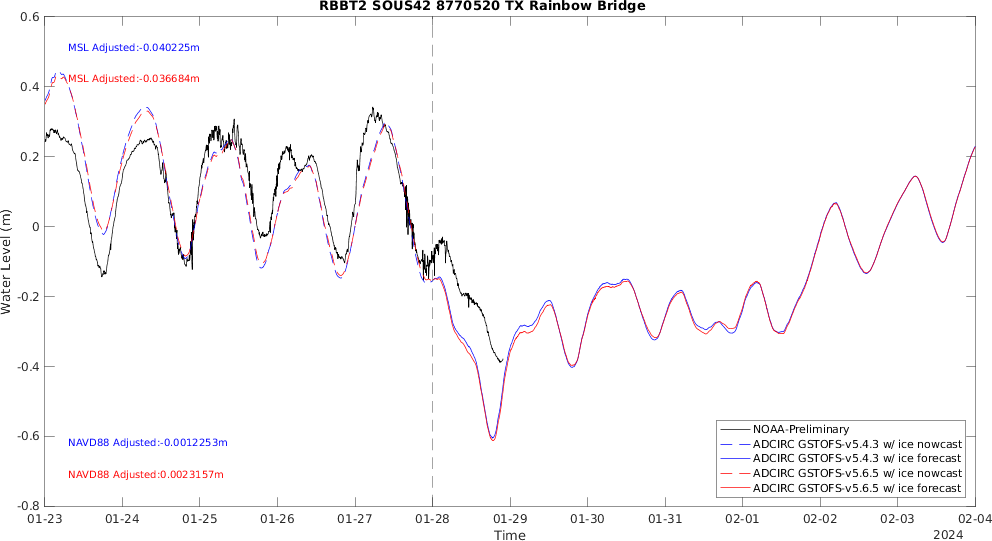 RBBT2 SOUS42 8770520 TX Rainbow Bridge
0.6
MSL Adjusted:-0.040225m
MSL Adjusted:-0.036684m
0.4
0.2
0
-0.2
-0.4
-0.6
-0.8
Water Level (m)
NAVD88 Adjusted:-0.0012253m
NAVD88 Adjusted:0.0023157m
NOAA-Preliminary
ADCIRC GSTOFS-v5.4.3 w/ ice nowcast
ADCIRC GSTOFS-v5.4.3 w/ ice forecast
ADCIRC GSTOFS-v5.6.5 w/ ice nowcast
ADCIRC GSTOFS-v5.6.5 w/ ice forecast
01-23 01-24 01-25 01-26 01-27 01-28 01-29 01-30 01-31 02-01 02-02 02-03 02-04
Time
2024